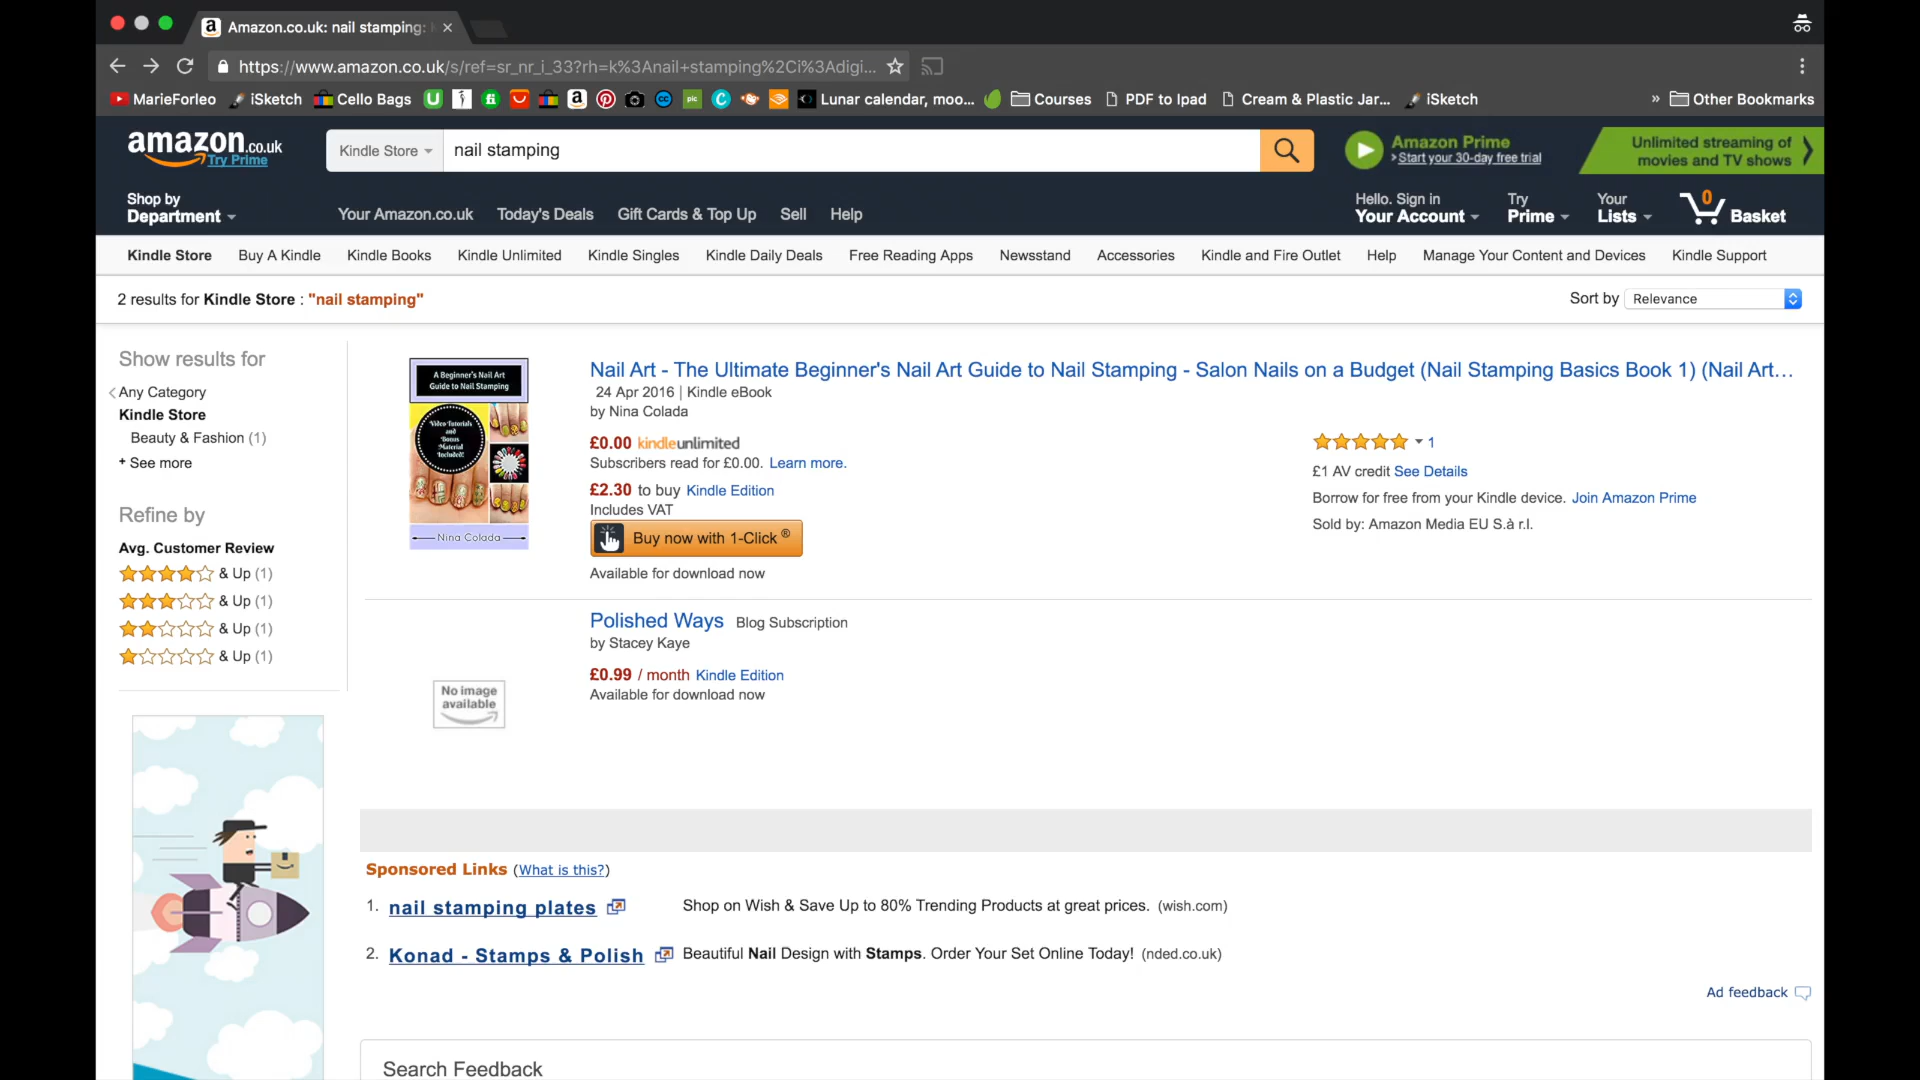 Amazon.co.uk: nail stamping:
https://www.amazon.co.uk/s/ref=sr_nr_i_33?rh=k%3Anail+stamping%2Ci%3Adigi...
MarieForleo iSketch Cello Bags Lunar calendar, moo... Courses PDF to Ipad Cream & Plastic Jar... iSketch » Other Bookmarks
amazon.co.uk
Try Prime
Kindle Store nail stamping
Amazon Prime
>Start your 30-day free trial
Unlimited streaming of
movies and TV shows
Shop by
Department
Your Amazon.co.uk Today's Deals Gift Cards & Top Up Sell Help
Hello. Sign in
Your Account
Try
Prime
Your
Lists
0
Basket
Kindle Store Buy A Kindle Kindle Books Kindle Unlimited Kindle Singles Kindle Daily Deals Free Reading Apps Newsstand Accessories Kindle and Fire Outlet Help Manage Your Content and Devices Kindle Support
2 results for Kindle Store : "nail stamping"
Sort by Relevance
Show results for
Any Category
Kindle Store
Beauty & Fashion (1)
+ See more
Refine by
Avg. Customer Review
& Up (1)
& Up (1)
& Up (1)
& Up (1)
A Beginner's Nail Art
Guide to Nail Stamping
Video Tutorials
and
Bonus
Material
Included!
Nina Colada
Nail Art - The Ultimate Beginner's Nail Art Guide to Nail Stamping - Salon Nails on a Budget (Nail Stamping Basics Book 1) (Nail Art…
24 Apr 2016 | Kindle eBook
by Nina Colada
£0.00 kindleunlimited
Subscribers read for £0.00. Learn more.
£2.30 to buy Kindle Edition
Includes VAT
Buy now with 1-Click ®
Available for download now
1
£1 AV credit See Details
Borrow for free from your Kindle device. Join Amazon Prime
Sold by: Amazon Media EU S.à r.l.
Polished Ways Blog Subscription
by Stacey Kaye
£0.99 / month Kindle Edition
Available for download now
No image
available
Sponsored Links (What is this?)
1. nail stamping plates Shop on Wish & Save Up to 80% Trending Products at great prices. (wish.com)
2. Konad - Stamps & Polish Beautiful Nail Design with Stamps. Order Your Set Online Today! (nded.co.uk)
Ad feedback
Search Feedback